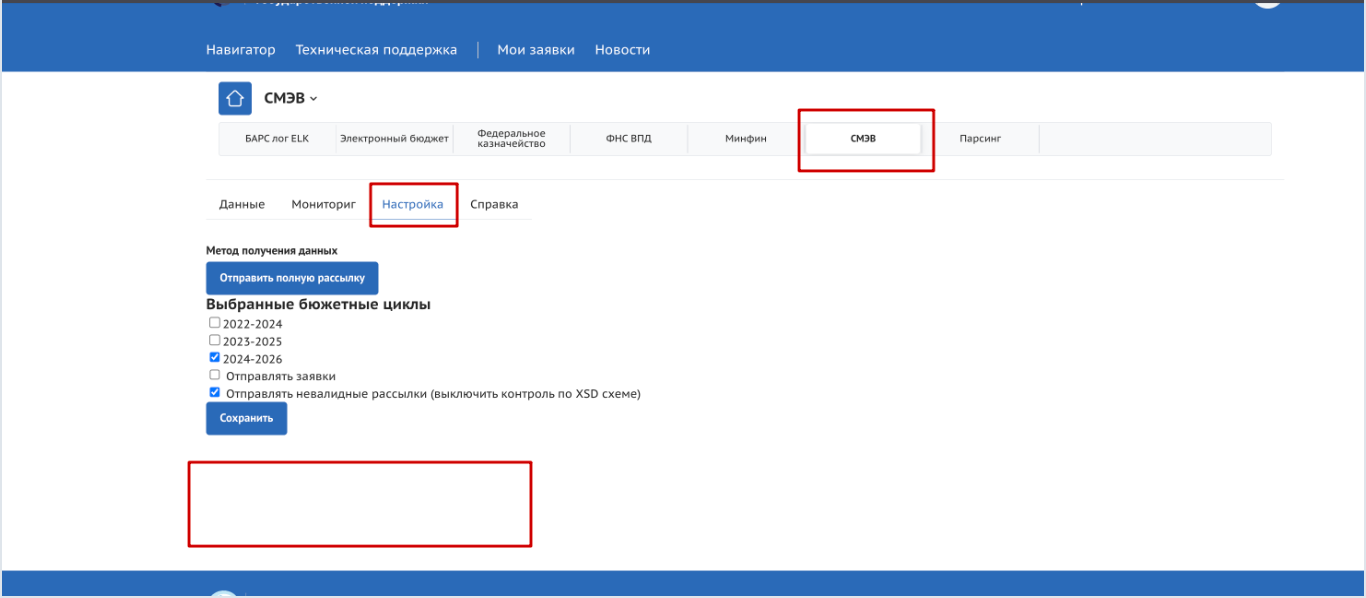 Навигатор Техническая поддержка Мои заявки Новости
СМЭВ
БАРС лог ELK Электронный бюджет Федеральное казначейство ФНС ВПД Минфин СМЭВ Парсинг
Данные Мониториг Настройка Справка
Метод получения данных
Отправить полную рассылку
Выбранные бюжетные циклы
2022-2024
2023-2025
2024-2026
Отправлять заявки
Отправлять невалидные рассылки (выключить контроль по XSD схеме)
Сохранить